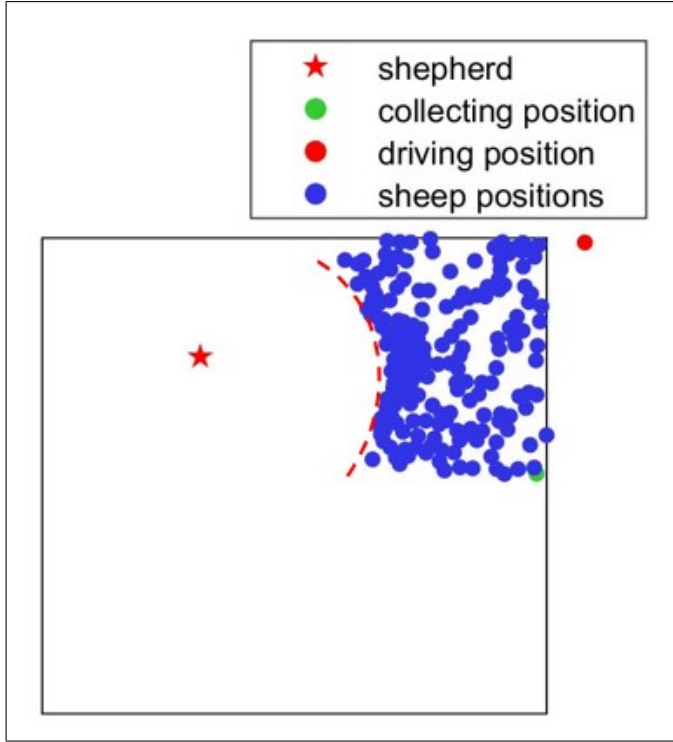 shepherd
collecting position
driving position
sheep positions